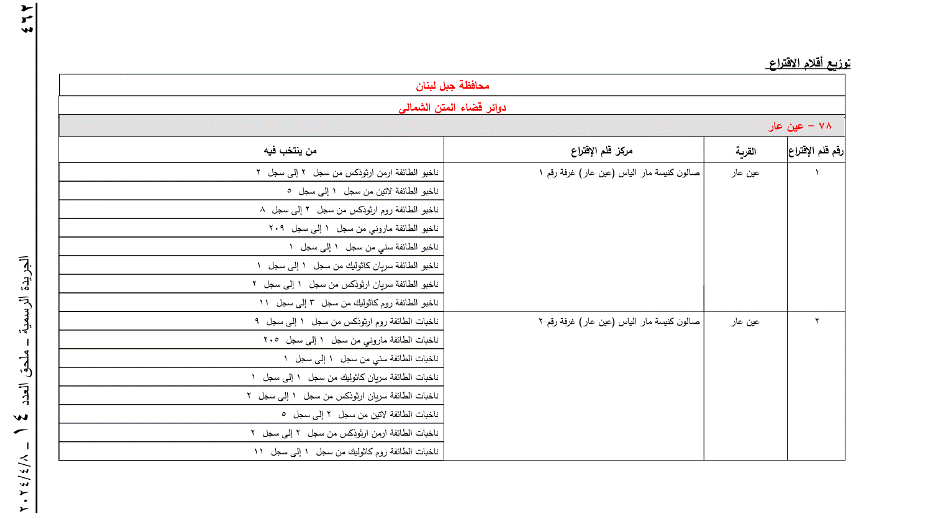 ٤٦٢
الجريدة الرسمية – ملحق العدد ١٤ – ٢٠٢٤/٤/٨
توزيع أقلام الاقتراع
محافظة جبل لبنان
دوائر قضاء المتن الشمالي
٧٨ - عين عار
رقم قلم الإقتراع القرية مركز قلم الإقتراع من ينتخب فيه
١ عين عار صالون كنيسة مار الياس (عين عار) غرفة رقم ١ ناخبو الطائفة ارمن ارثوذكس من سجل ٢ إلى سجل ٢
ناخبو الطائفة لاتين من سجل ١ إلى سجل ٥
ناخبو الطائفة روم ارثوذكس من سجل ٢ إلى سجل ٨
ناخبو الطائفة ماروني من سجل ١ إلى سجل ٢٠٩
ناخبو الطائفة سني من سجل ١ إلى سجل ١
ناخبو الطائفة سريان كاثوليك من سجل ١ إلى سجل ١
ناخبو الطائفة سريان ارثوذكس من سجل ١ إلى سجل ٢
ناخبو الطائفة روم كاثوليك من سجل ٣ إلى سجل ١١
٢ عين عار صالون كنيسة مار الياس (عين عار) غرفة رقم ٢ ناخبات الطائفة روم ارثوذكس من سجل ١ إلى سجل ٩
ناخبات الطائفة ماروني من سجل ١ إلى سجل ٢٠٥
ناخبات الطائفة سني من سجل ١ إلى سجل ١
ناخبات الطائفة سريان كاثوليك من سجل ١ إلى سجل ١
ناخبات الطائفة سريان ارثوذكس من سجل ١ إلى سجل ٢
ناخبات الطائفة لاتين من سجل ٢ إلى سجل ٥
ناخبات الطائفة ارمن ارثوذكس من سجل ٢ إلى سجل ٢
ناخبات الطائفة روم كاثوليك من سجل ١ إلى سجل ١١